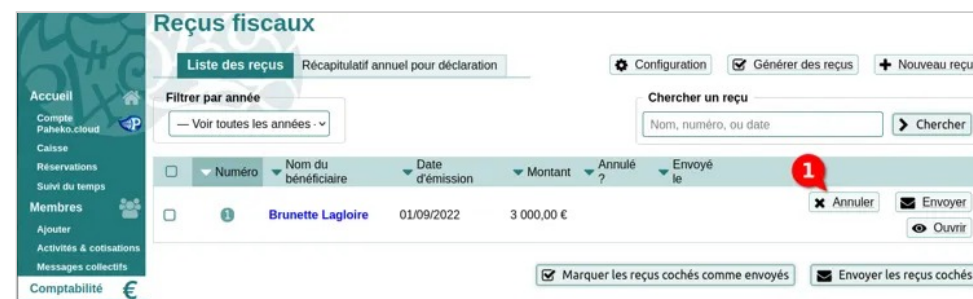 Reçus fiscaux
Liste des reçus Récapitulatif annuel pour déclaration Configuration Générer des reçus Nouveau reçu
Accueil
Compte
Paheko.cloud
Caisse
Réservations
Suivi du temps
Membres
Ajouter
Activités & cotisations
Messages collectifs
Comptabilité €
Filtrer par année
— Voir toutes les années -
Chercher un reçu
Nom, numéro, ou date Chercher
Numéro Nom du bénéficiaire Date d'émission Montant Annulé ? Envoyé le
1
1 Brunette Lagloire 01/09/2022 3 000,00 € Annuler Envoyer
Ouvrir
Marquer les reçus cochés comme envoyés Envoyer les reçus cochés